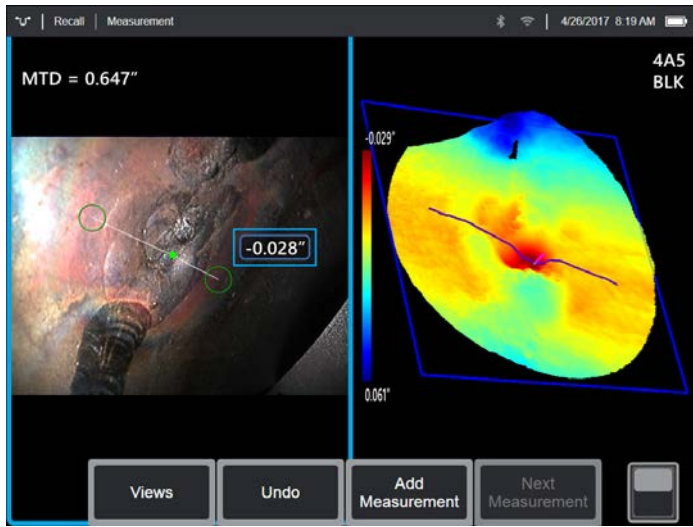 Recall
Measurement
4/26/2017 8:19 AM
MTD = 0.647"
-0.028"
4A5
BLK
-0.029"
0.061"
Views
Undo
Add
Measurement
Next
Measurement